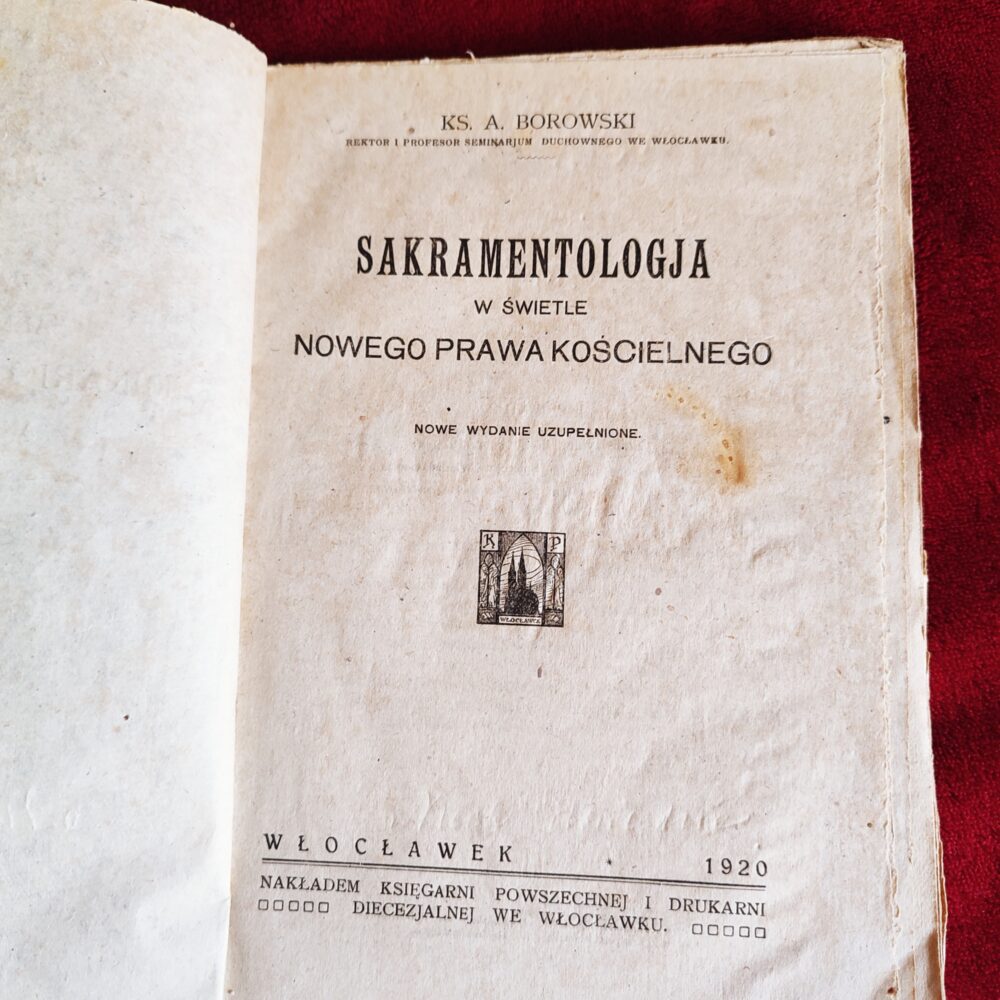 KS. A. BOROWSKI
REKTOR I PROFESOR SEMINARJUM DUCHOWNEGO WE WŁOCŁAWKU.
SAKRAMENTOLOGJA
W ŚWIETLE
NOWEGO PRAWA KOŚCIELNEGO
NOWE WYDANIE UZUPEŁNIONE.
K P
WŁOCŁAWEK 1920
NAKŁADEM KSIĘGARNI POWSZECHNEJ I DRUKARNI
□□□□□ DIECEZJALNEJ WE WŁOCŁAWKU. □□□□□